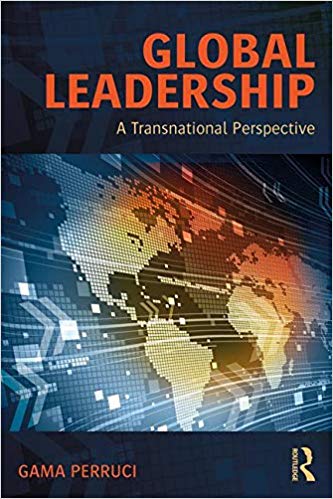 GLOBAL
LEADERSHIP
A Transnational Perspective
GAMA PERRUCI
ROUTLEDGE